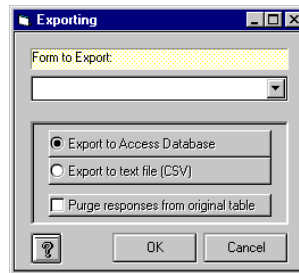 Exporting
Form to Export:
Export to Access Database
Export to text file (CSV)
Purge responses from original table
? OK Cancel